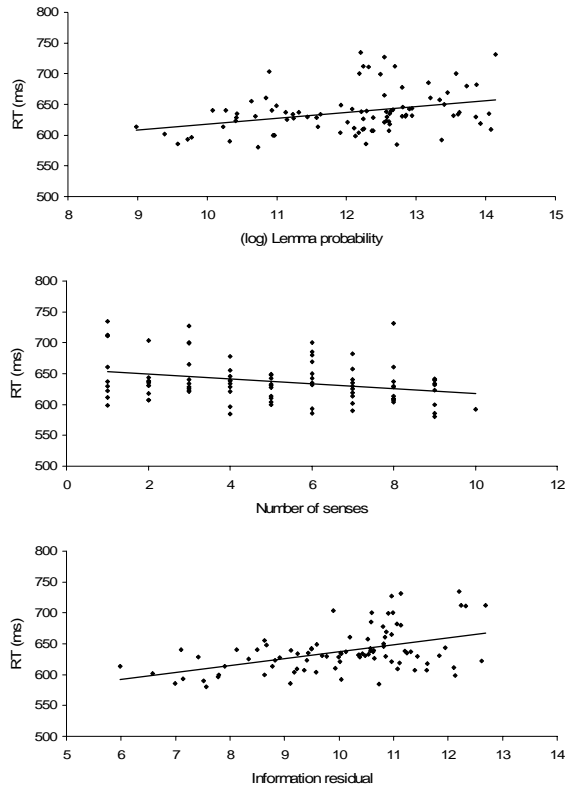 800
750
700
650
600
550
500
RT (ms)
8 9 10 11 12 13 14 15
(log) Lemma probability
800
750
700
650
600
550
500
RT (ms)
0 2 4 6 8 10 12
Number of senses
800
750
700
650
600
550
500
RT (ms)
5 6 7 8 9 10 11 12 13 14
Information residual